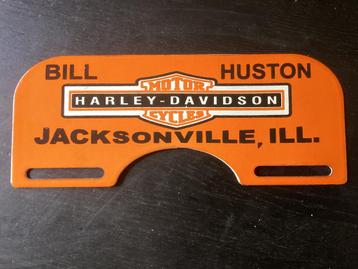 BILL HUSTON
MOTOR
HARLEY-DAVIDSON
CYCLES
JACKSONVILLE, ILL.